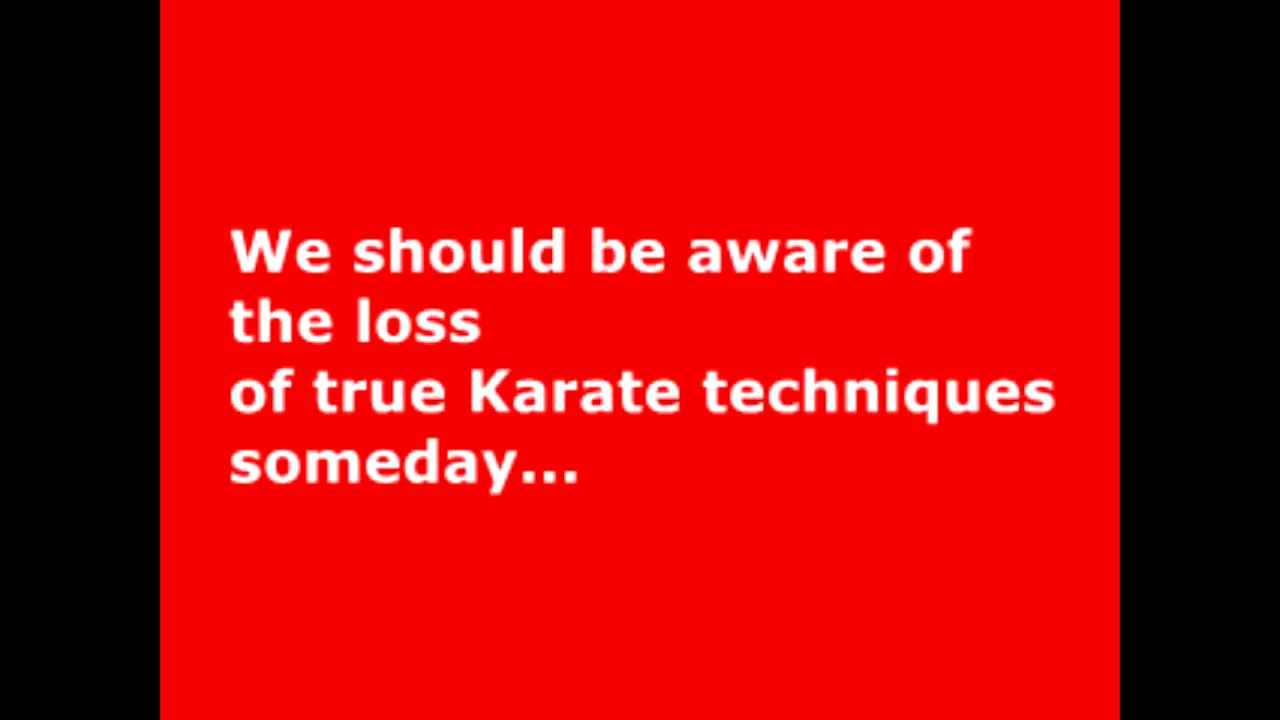 We should be aware of
the loss
of true Karate techniques
someday...